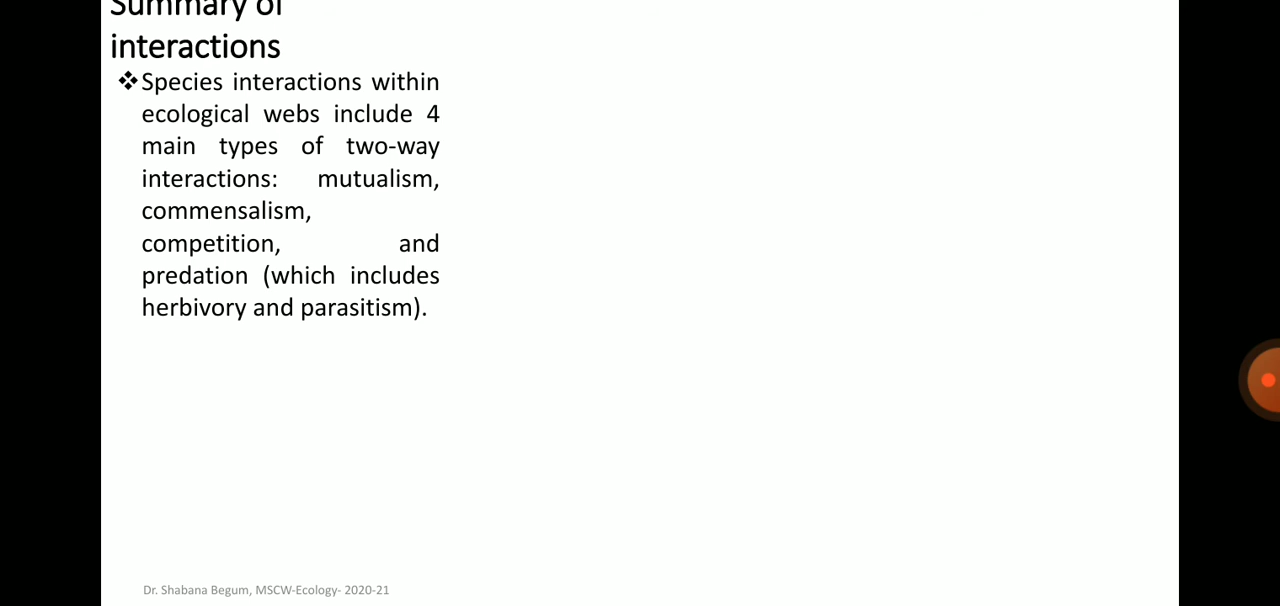 Summary of
interactions
❖Species interactions within
ecological webs include 4
main types of two-way
interactions: mutualism,
commensalism,
competition, and
predation (which includes
herbivory and parasitism).
Dr. Shabana Begum, MSCW-Ecology- 2020-21